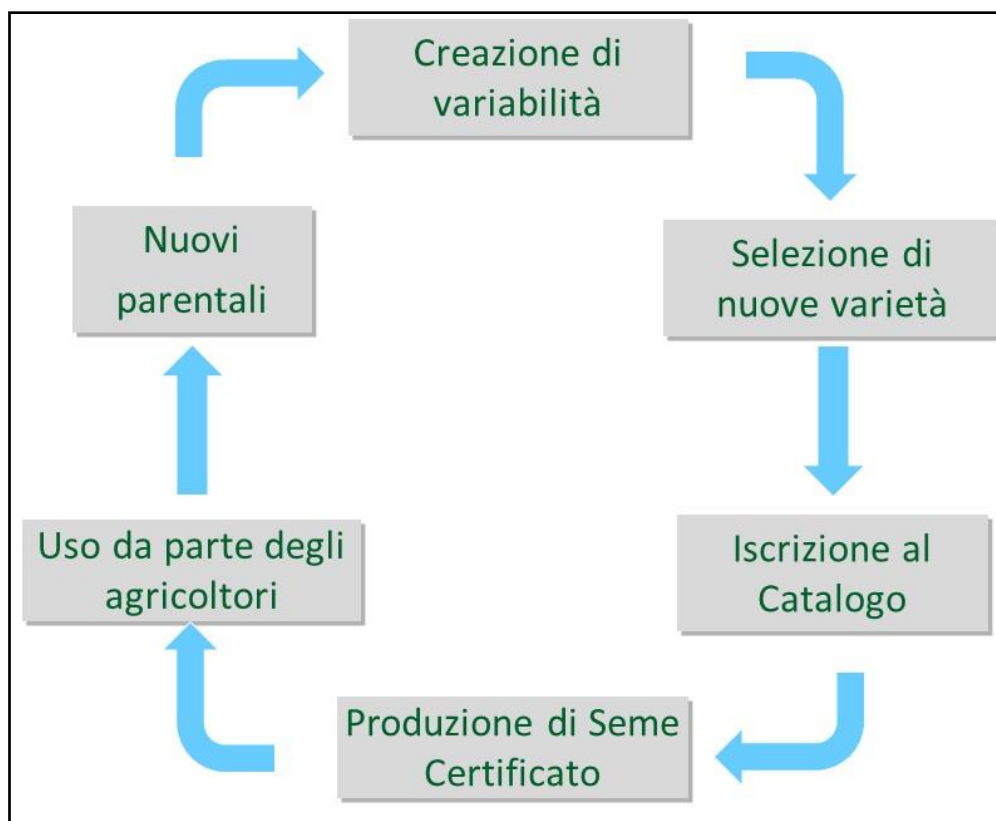 Creazione di
variabilità
Selezione di
nuove varietà
Iscrizione al
Catalogo
Produzione di Seme
Certificato
Uso da parte degli
agricoltori
Nuovi
parentali